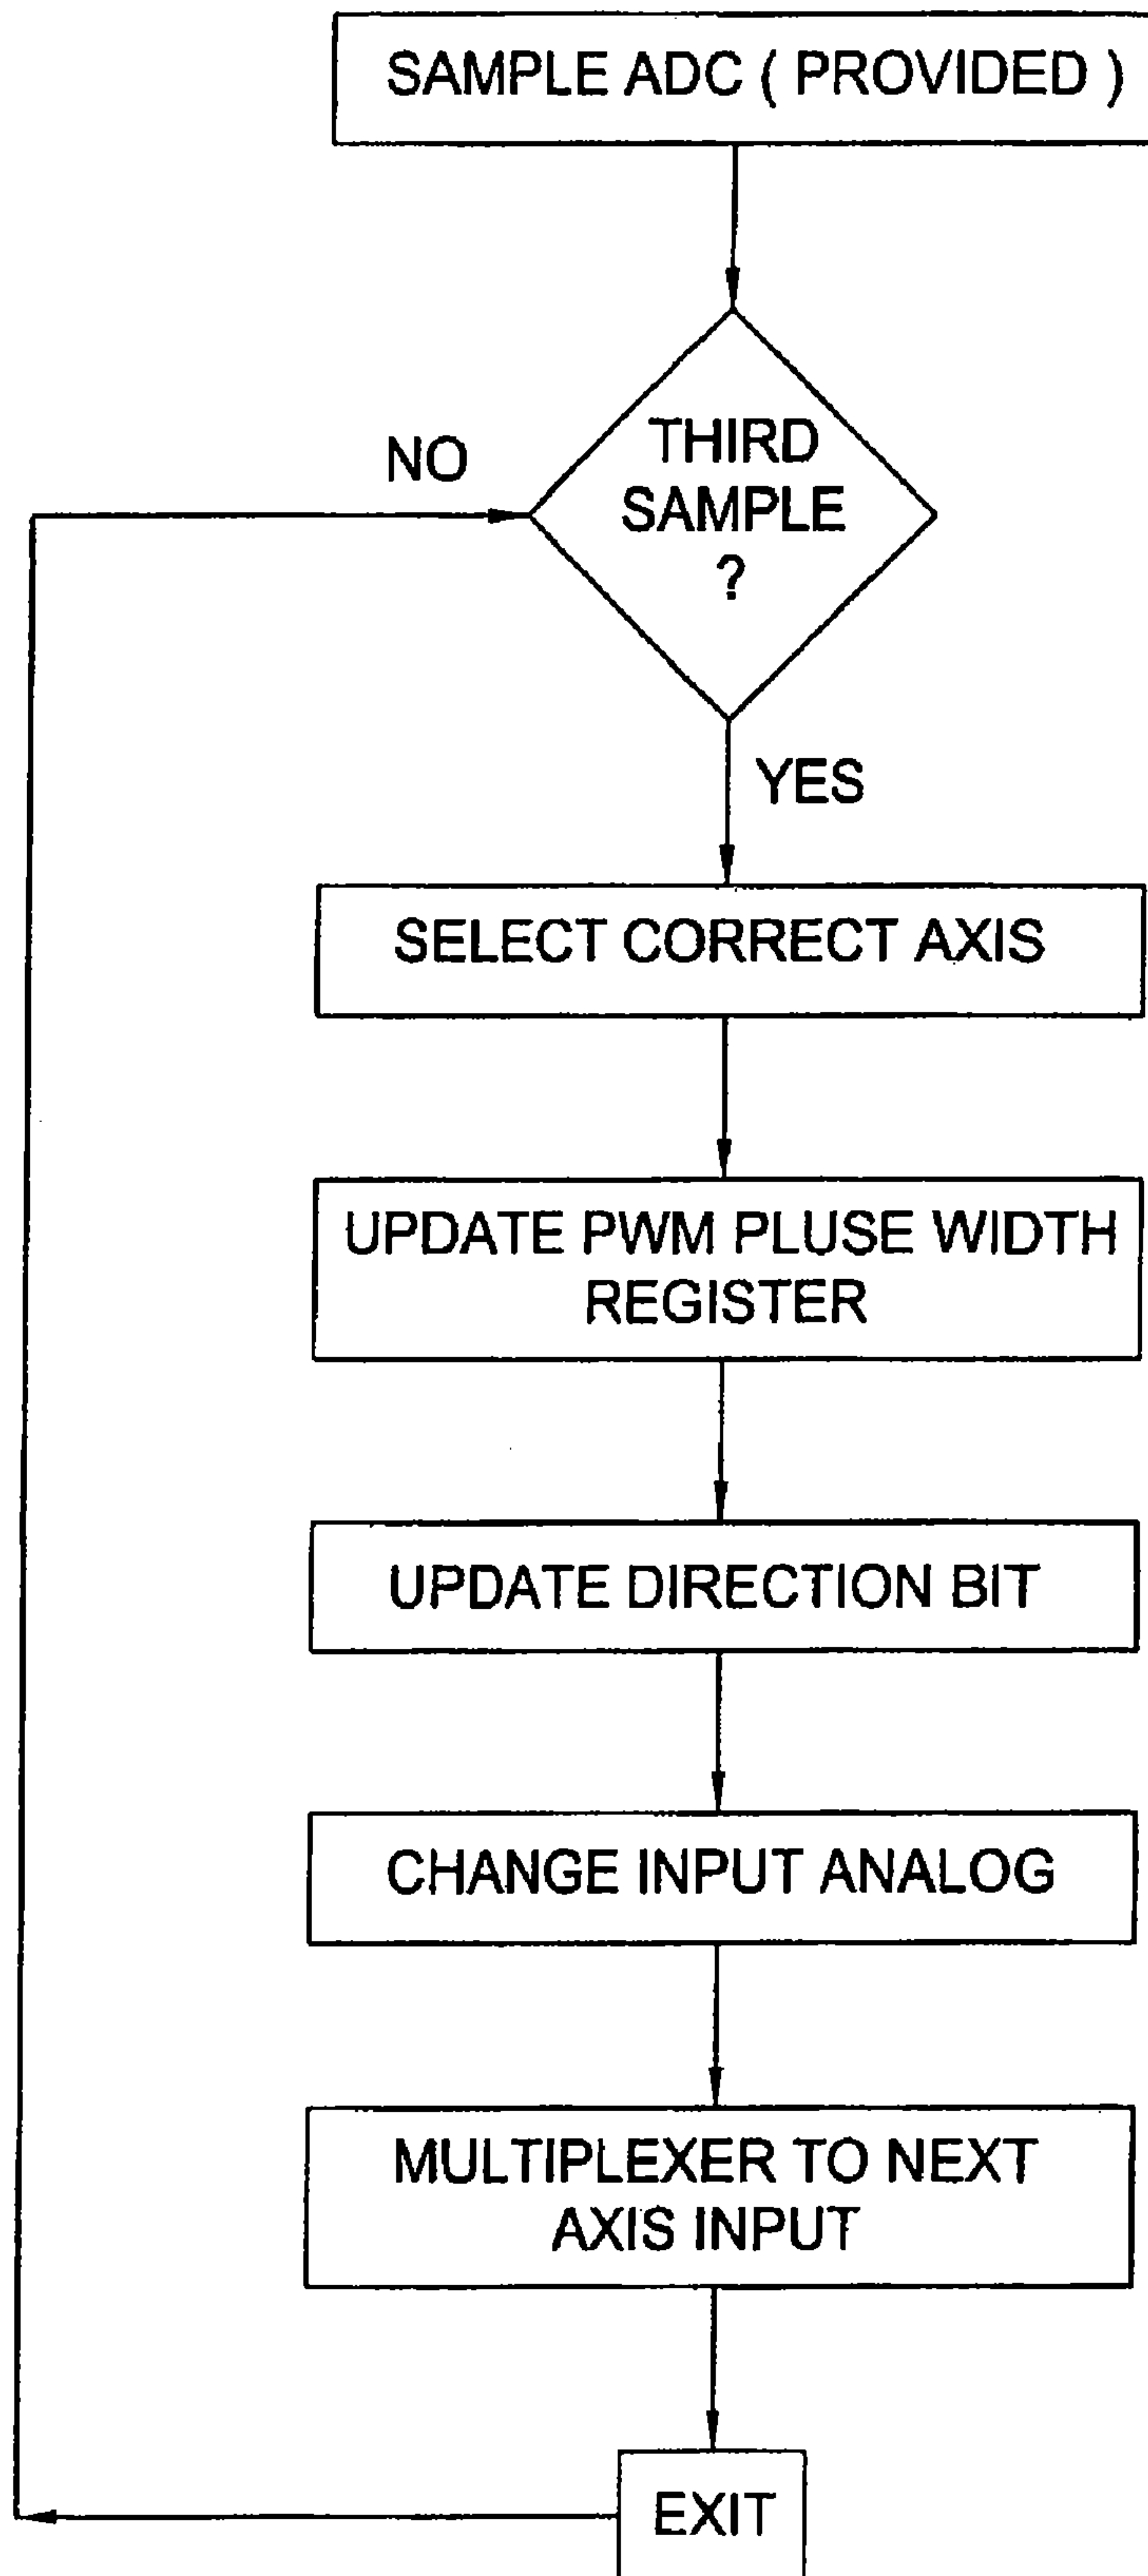 SAMPLE ADC ( PROVIDED )
THIRD
SAMPLE
?
NO
YES
SELECT CORRECT AXIS
UPDATE PWM PLUSE WIDTH
REGISTER
UPDATE DIRECTION BIT
CHANGE INPUT ANALOG
MULTIPLEXER TO NEXT
AXIS INPUT
EXIT